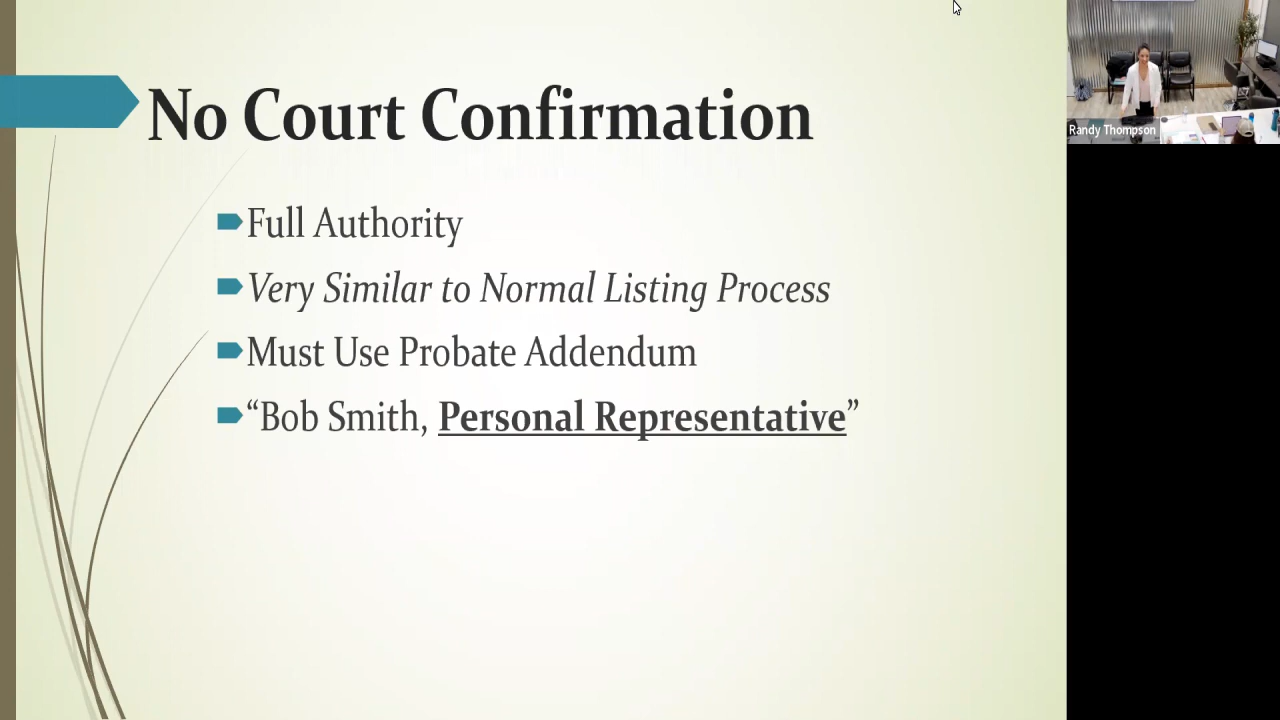 No Court Confirmation
Full Authority
Very Similar to Normal Listing Process
Must Use Probate Addendum
“Bob Smith, Personal Representative”
Randy Thompson